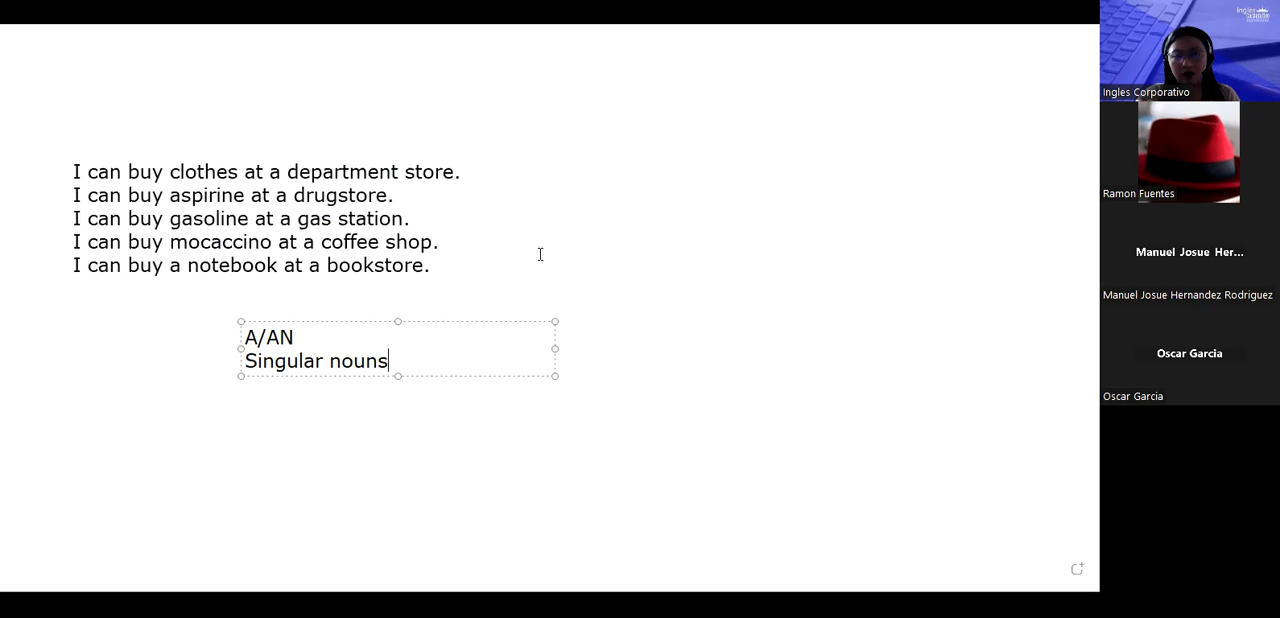 I can buy clothes at a department store.
I can buy aspirine at a drugstore.
I can buy gasoline at a gas station.
I can buy mocaccino at a coffee shop.
I can buy a notebook at a bookstore.
A/AN
Singular nouns
Ingles Corporativo
Ramon Fuentes
Manuel Josue Her...
Manuel Josue Hernandez Rodriguez
Oscar Garcia
Oscar Garcia